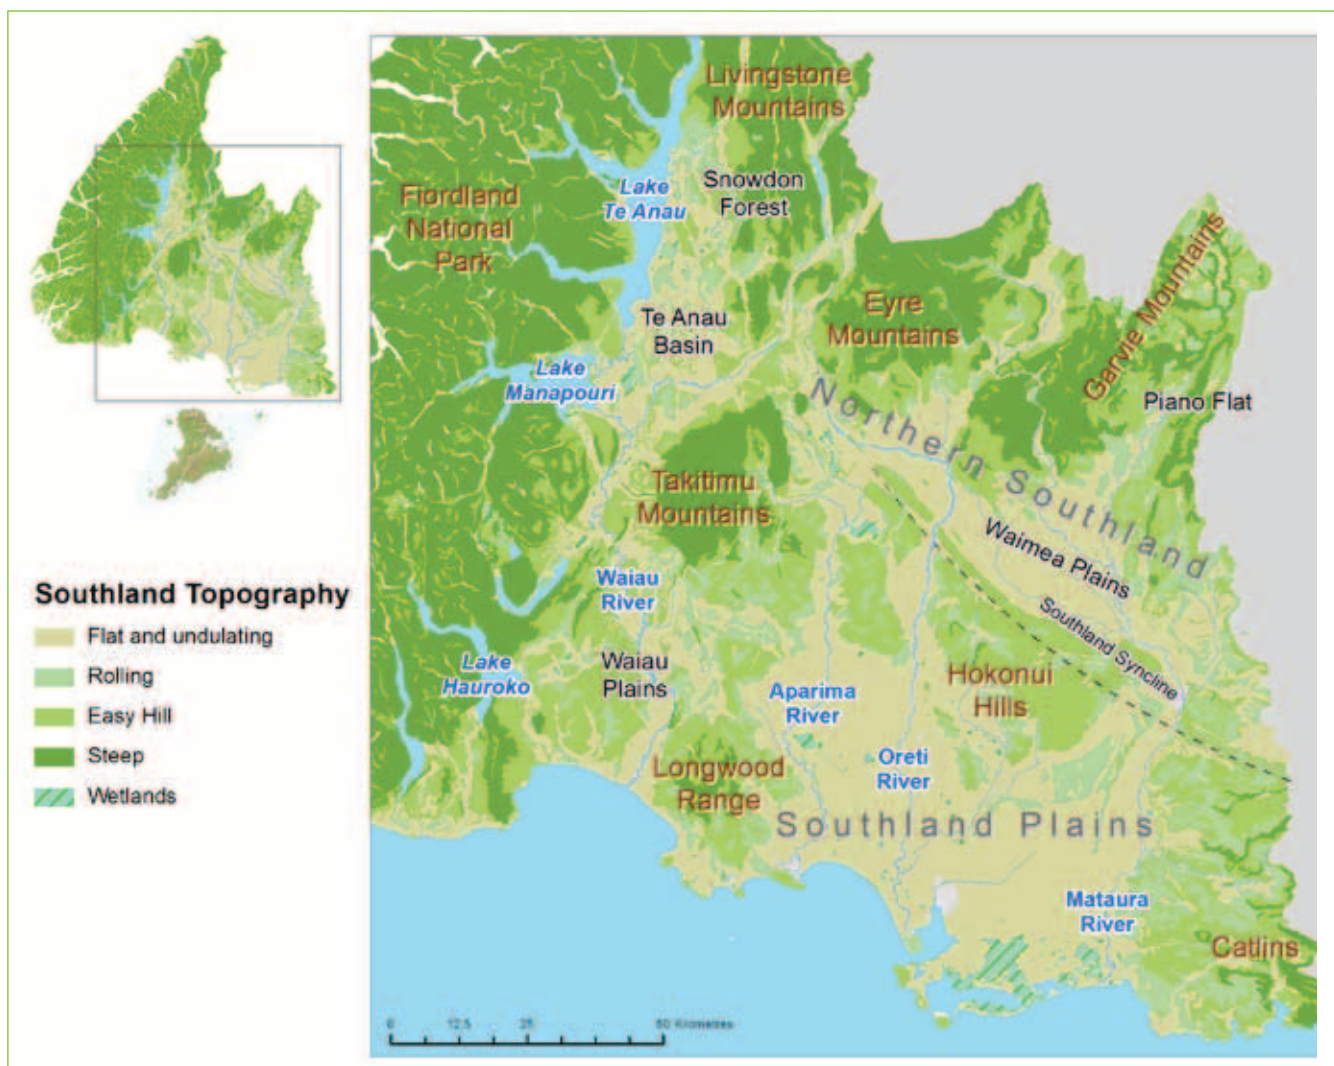 Southland Topography
Flat and undulating
Rolling
Easy Hill
Steep
Wetlands
Livingstone
Mountains
Snowdon
Forest
Lake
Te Anau
Fiordland
National
Park
Te Anau
Basin
Eyre
Mountains
Garvie Mountains
Piano Flat
Lake
Manapouri
Northern Southland
Takitimu
Mountains
Waimea Plains
Waiau
River
Southland Syncline
Lake
Hauroko
Waiau
Plains
Aparima
River
Hokonui
Hills
Oreti
River
Longwood
Range
Southland Plains
Mataura
River
Catlins
0 12.5 25 50 Kilometres